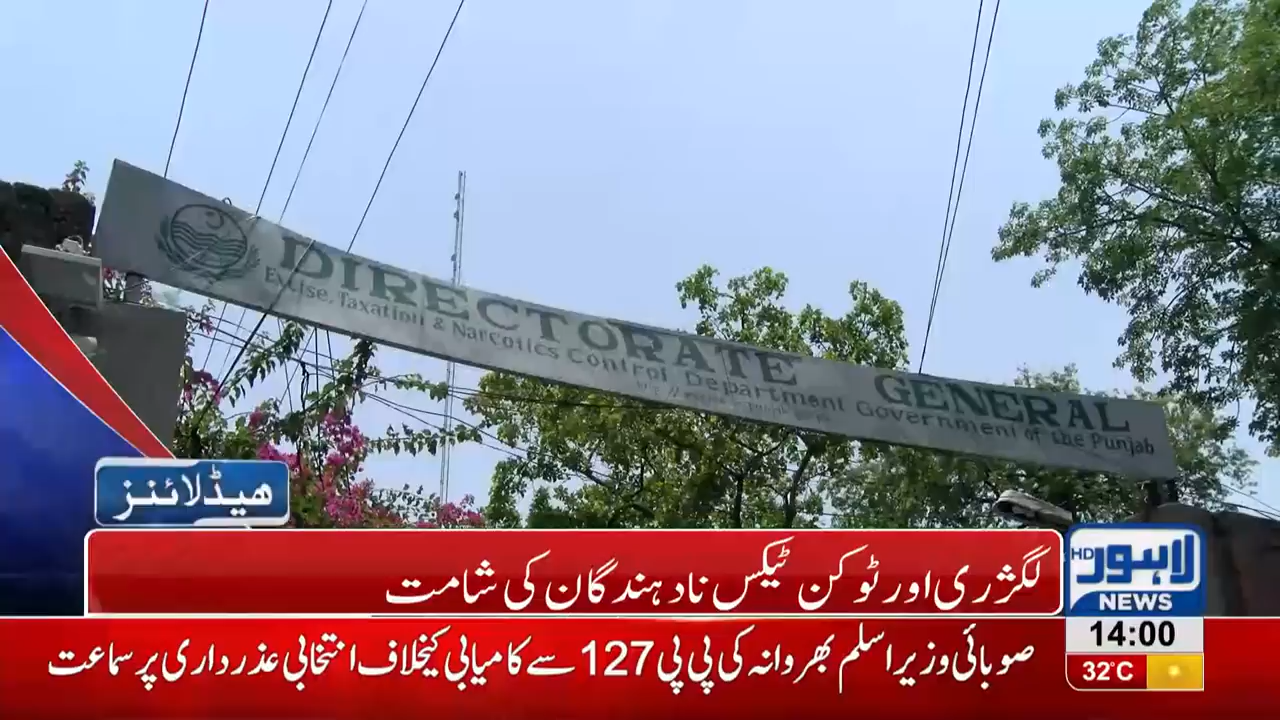 DIRECTORATE GENERAL
Excise, Taxation & Narcotics Control Department Government of the Punjab
ہیڈلائنز
لگژری اور ٹوکن ٹیکس نادہندگان کی شامت
HD لاہور
NEWS
14:00
صوبائی وزیر اسلم بھروانہ کی پی پی 127 سے کامیابی کیخلاف انتخابی عذرداری پر سماعت
32°C